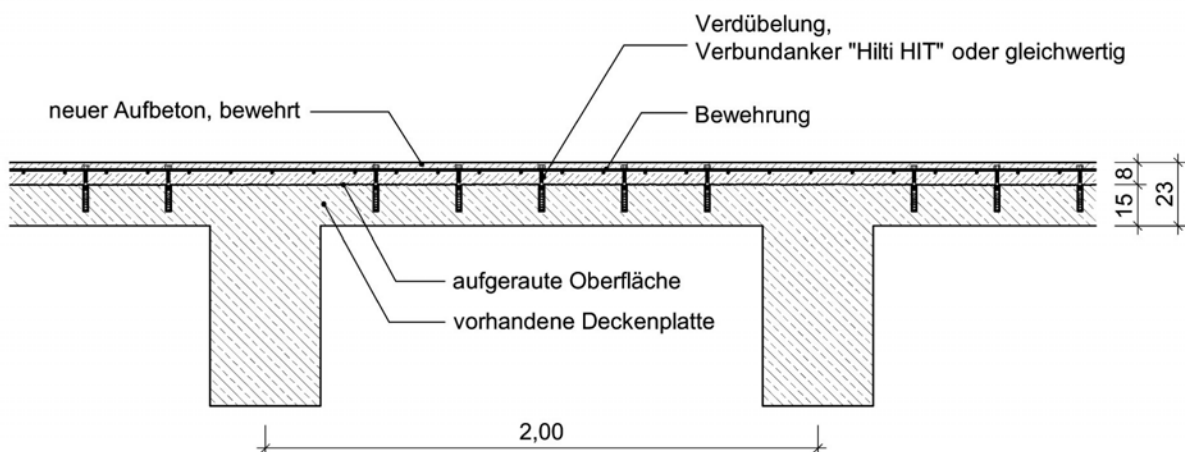 Verdübelung,
Verbundanker "Hilti HIT" oder gleichwertig
neuer Aufbeton, bewehrt
Bewehrung
8
15
23
aufgeraute Oberfläche
vorhandene Deckenplatte
2,00